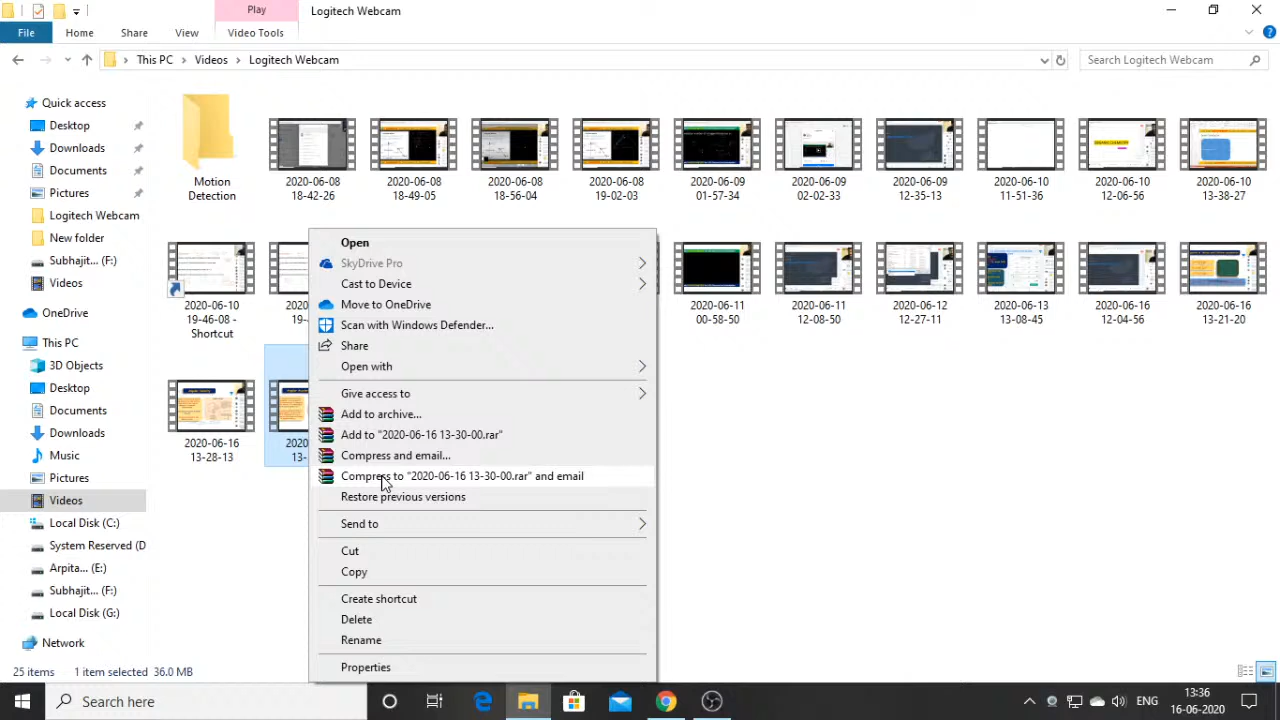 Play
Logitech Webcam
File
Home
Share
View
Video Tools
This PC
Videos
Logitech Webcam
Search Logitech Webcam
Quick access
Desktop
Downloads
Documents
Pictures
Logitech Webcam
New folder
Subhajit... (F:)
Videos
OneDrive
This PC
3D Objects
Desktop
Documents
Downloads
Music
Pictures
Videos
Local Disk (C:)
System Reserved (D
Arpita... (E:)
Subhajit... (F:)
Local Disk (G:)
Network
Motion
Detection
2020-06-08
18-42-26
2020-06-08
18-49-05
2020-06-08
18-56-04
2020-06-08
19-02-03
2020-06-09
01-57-34
2020-06-09
02-02-33
2020-06-09
12-35-13
2020-06-10
11-51-36
2020-06-10
12-06-56
2020-06-10
13-38-27
2020-06-10
19-46-08 -
Shortcut
2020-06-11
00-58-50
2020-06-11
12-08-50
2020-06-12
12-27-11
2020-06-13
13-08-45
2020-06-16
12-04-56
2020-06-16
13-21-20
2020-06-16
13-28-13
Open
SkyDrive Pro
Cast to Device
Move to OneDrive
Scan with Windows Defender...
Share
Open with
Give access to
Add to archive...
Add to "2020-06-16 13-30-00.rar"
Compress and email...
Compress to "2020-06-16 13-30-00.rar" and email
Restore previous versions
Send to
Cut
Copy
Create shortcut
Delete
Rename
Properties
25 items 1 item selected 36.0 MB
Search here
ENG
13:36
16-06-2020